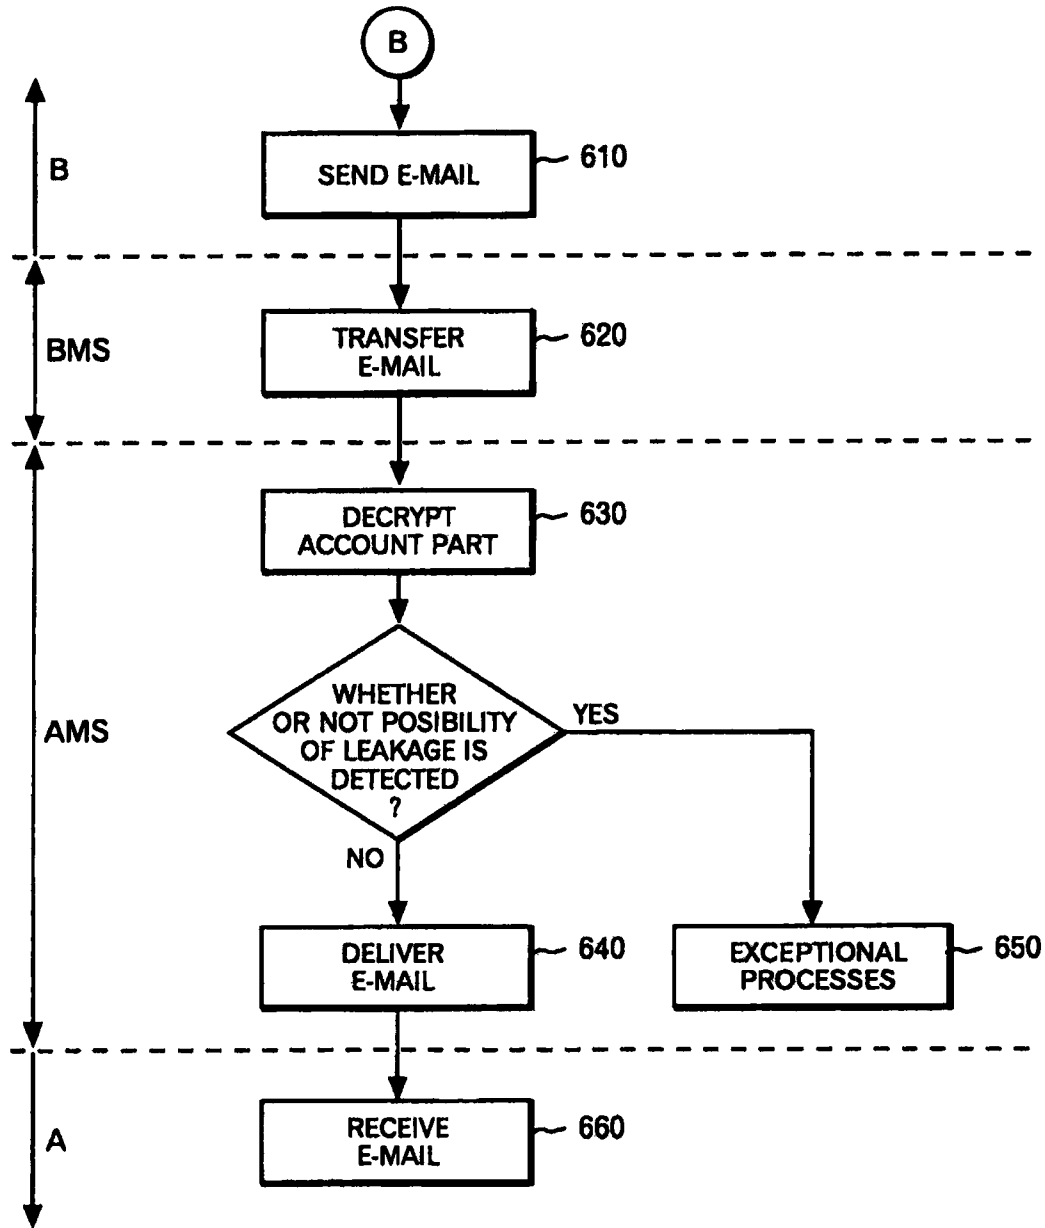 B
B
SEND E-MAIL
610
BMS
TRANSFER
E-MAIL
620
DECRYPT
ACCOUNT PART
630
AMS
WHETHER
OR NOT POSIBILITY
OF LEAKAGE IS
DETECTED
?
YES
NO
DELIVER
E-MAIL
640
EXCEPTIONAL
PROCESSES
650
A
RECEIVE
E-MAIL
660